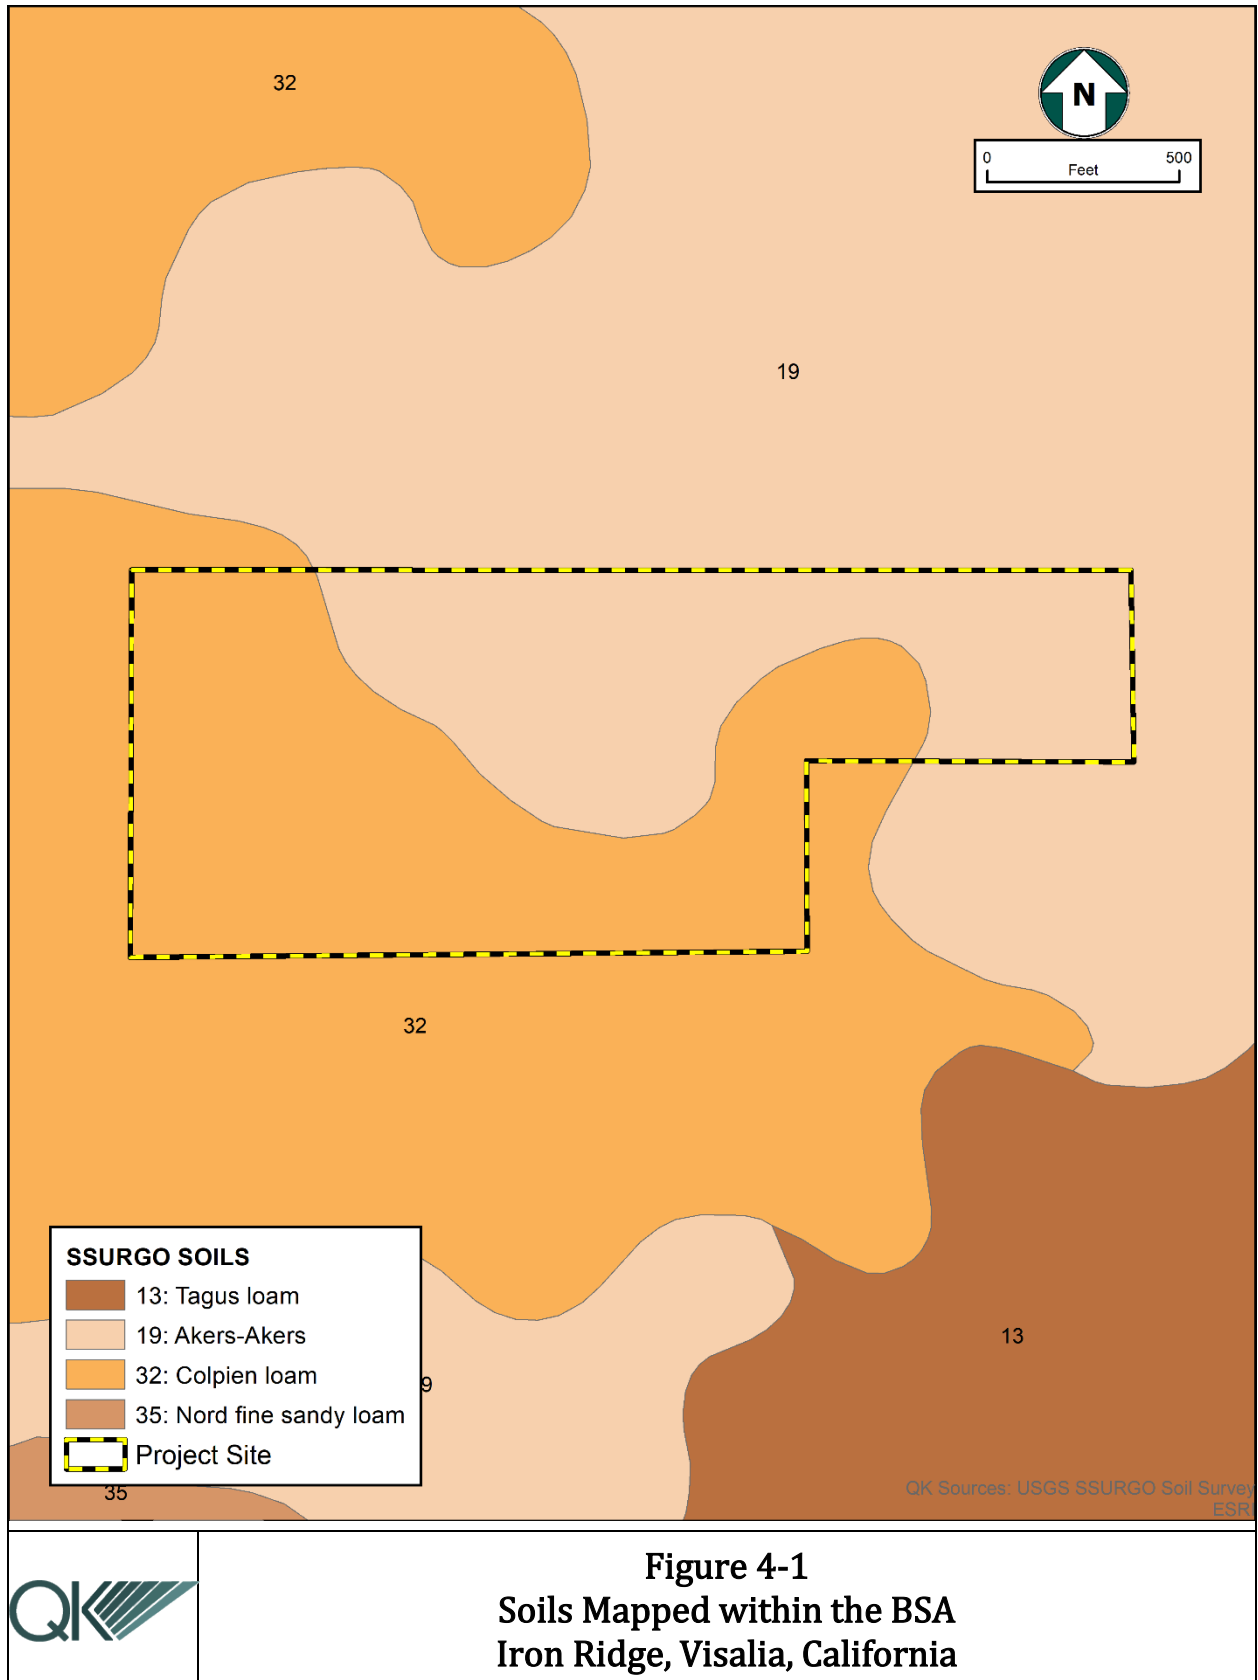 32
N
0 500
Feet
19
32
SSURGO SOILS
13: Tagus loam
19: Akers-Akers
32: Colpien loam
35: Nord fine sandy loam
Project Site
9
13
35
QK Sources: USGS SSURGO Soil Survey
ESRI
QK
Figure 4-1
Soils Mapped within the BSA
Iron Ridge, Visalia, California